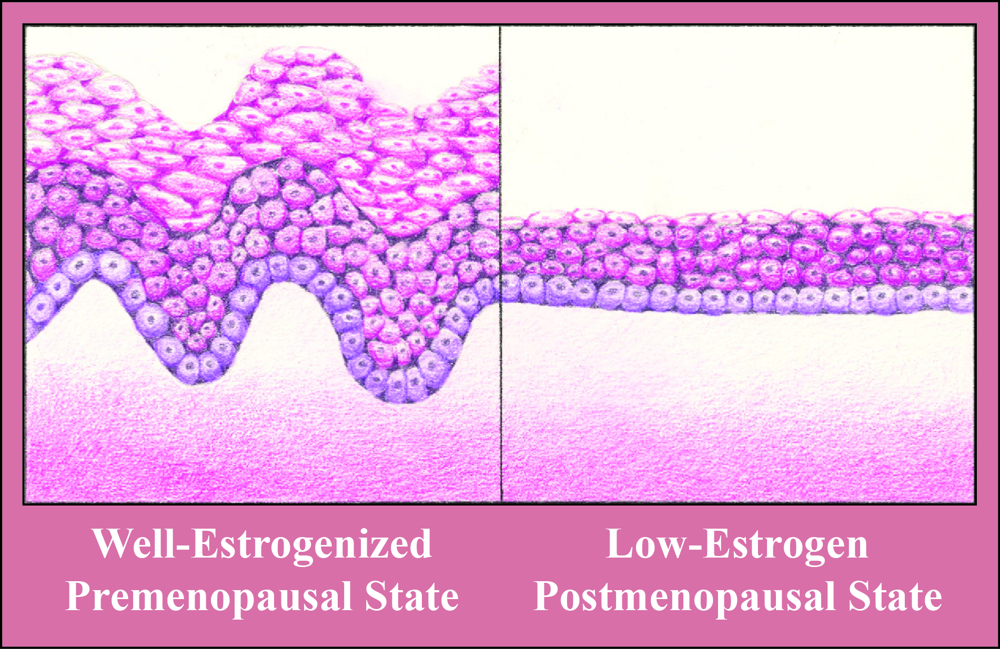 Well-Estrogenized
Premenopausal State
Low-Estrogen
Postmenopausal State